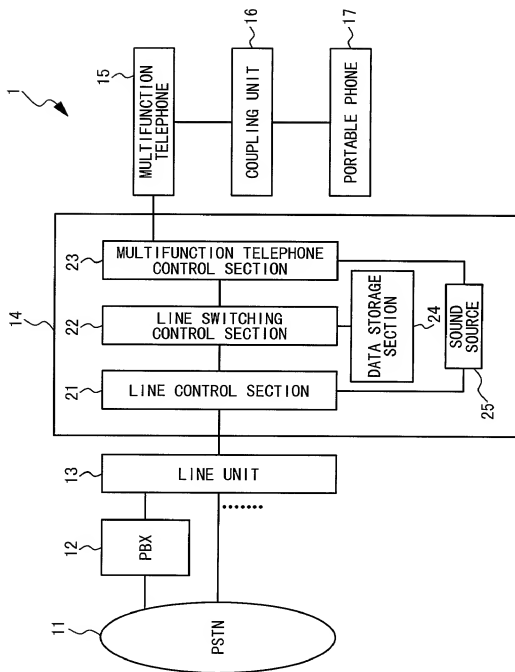 1
11
PSTN
12
PBX
13
LINE UNIT
.......
14
21
LINE CONTROL SECTION
22
LINE SWITCHING
CONTROL SECTION
23
MULTIFUNCTION TELEPHONE
CONTROL SECTION
DATA STORAGE
SECTION
24
SOUND
SOURCE
25
15
MULTIFUNCTION
TELEPHONE
16
COUPLING UNIT
17
PORTABLE PHONE